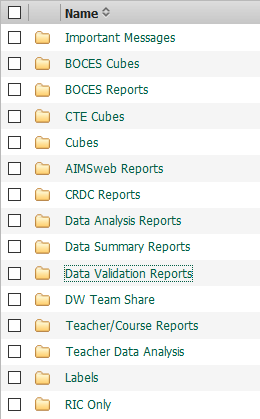 Name
Important Messages
BOCES Cubes
BOCES Reports
CTE Cubes
Cubes
AIMSweb Reports
CRDC Reports
Data Analysis Reports
Data Summary Reports
Data Validation Reports
DW Team Share
Teacher/Course Reports
Teacher Data Analysis
Labels
RIC Only